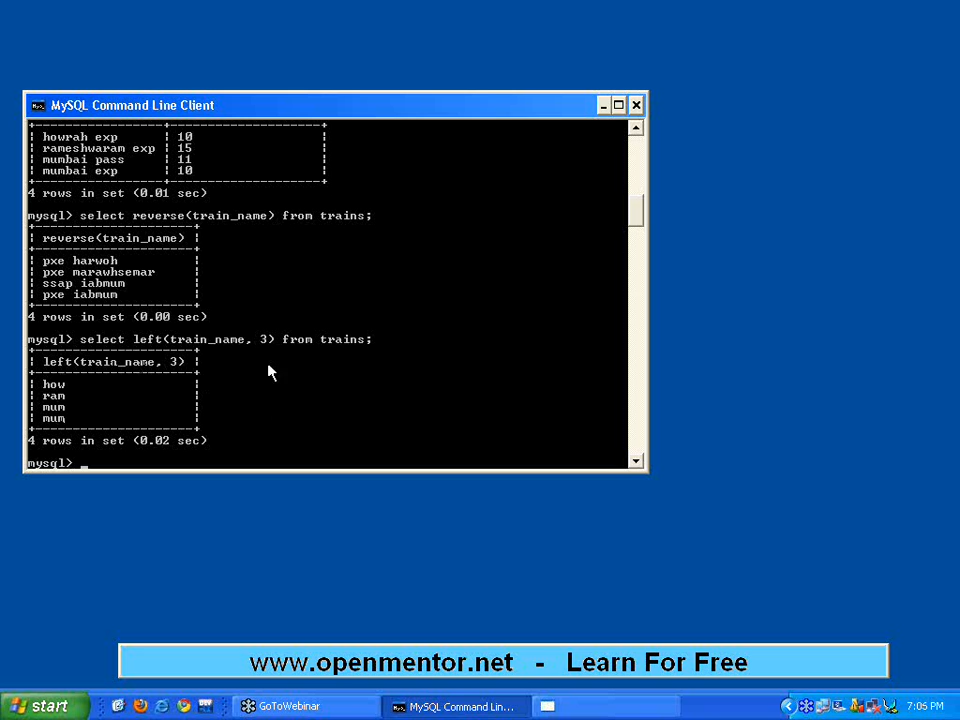 MySQL Command Line Client
+-----------------+--------------------+
| howrah exp | 10 |
| rameshwaram exp | 15 |
| mumbai pass | 11 |
| mumbai exp | 10 |
+-----------------+--------------------+
4 rows in set (0.01 sec)
mysql> select reverse(train_name) from trains;
+---------------------+
| reverse(train_name) |
+---------------------+
| pxe harwoh |
| pxe marawhsemar |
| ssap iabmum |
| pxe iabmum |
+---------------------+
4 rows in set (0.00 sec)
mysql> select left(train_name, 3) from trains;
+---------------------+
| left(train_name, 3) |
+---------------------+
| how |
| ram |
| mum |
| mum |
+---------------------+
4 rows in set (0.02 sec)
mysql> _
www.openmentor.net - Learn For Free
start
GoToWebinar
MySQL Command Lin...
7:05 PM